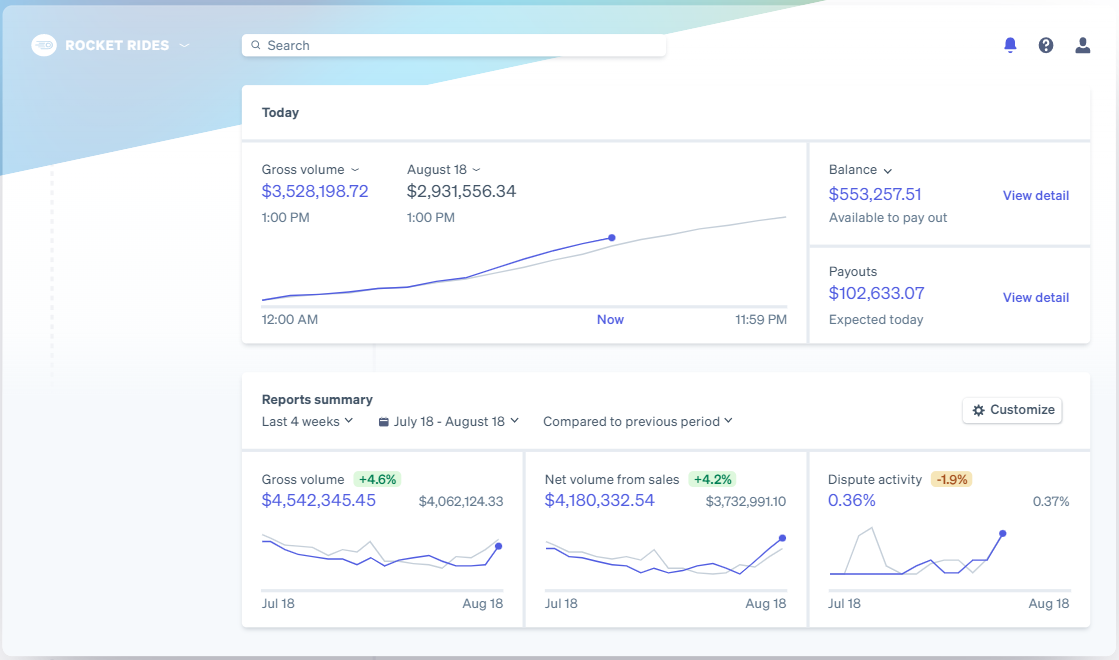 ROCKET RIDES
Search
Today
Gross volume August 18
$3,528,198.72 $2,931,556.34
1:00 PM 1:00 PM
12:00 AM Now 11:59 PM
Balance
$553,257.51 View detail
Available to pay out
Payouts
$102,633.07 View detail
Expected today
Reports summary
Last 4 weeks July 18 - August 18 Compared to previous period
Customize
Gross volume +4.6%
$4,542,345.45 $4,062,124.33
Jul 18 Aug 18
Net volume from sales +4.2%
$4,180,332.54 $3,732,991.10
Jul 18 Aug 18
Dispute activity -1.9%
0.36% 0.37%
Jul 18 Aug 18